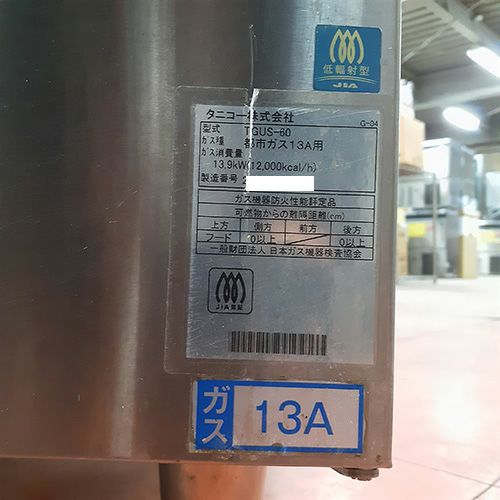 低輻射型
JIA
タニコー株式会社
G-04
型式 TGUS-60
ガス種 都市ガス13A用
ガス消費量
13.9kW(12,000kcal/h)
製造番号
ガス機器防火性能評定品
可燃物からの離隔距離(cm)
上方 側方 前方 後方
フード 0以上 0以上
一般財団法人 日本ガス機器検査協会
JIA認証
ガス 13A